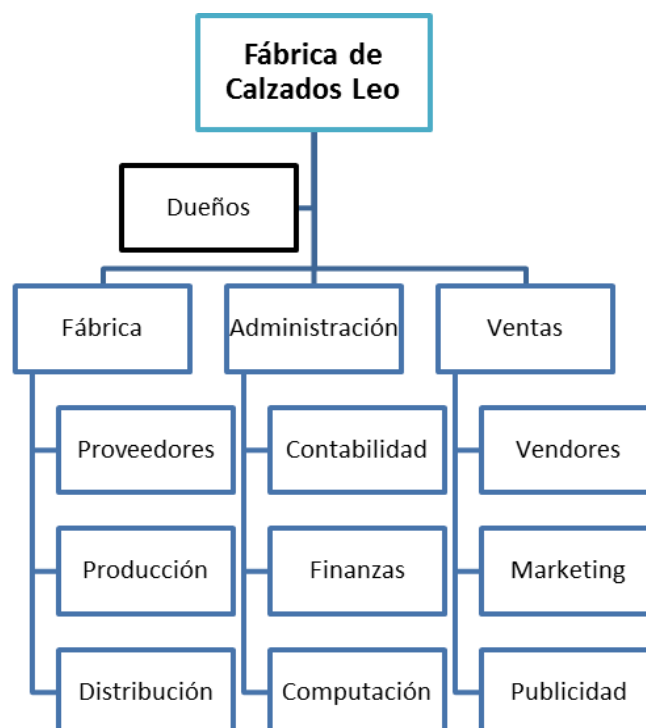 Fábrica de
Calzados Leo
Dueños
Fábrica
Administración
Ventas
Proveedores
Contabilidad
Vendores
Producción
Finanzas
Marketing
Distribución
Computación
Publicidad